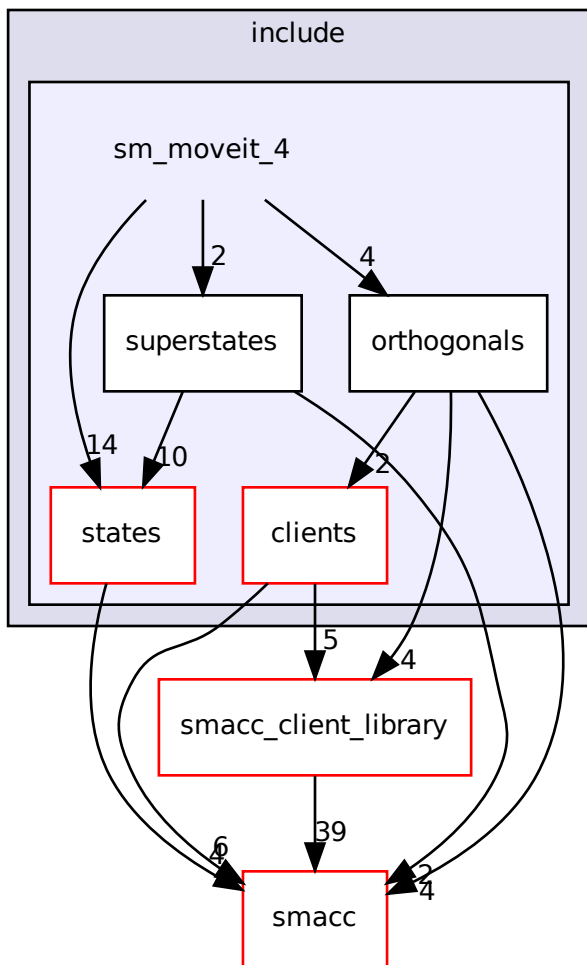 include
sm_moveit_4
2
4
superstates
orthogonals
14
10
2
states
clients
5
4
smacc_client_library
39
6
4
2
4
smacc